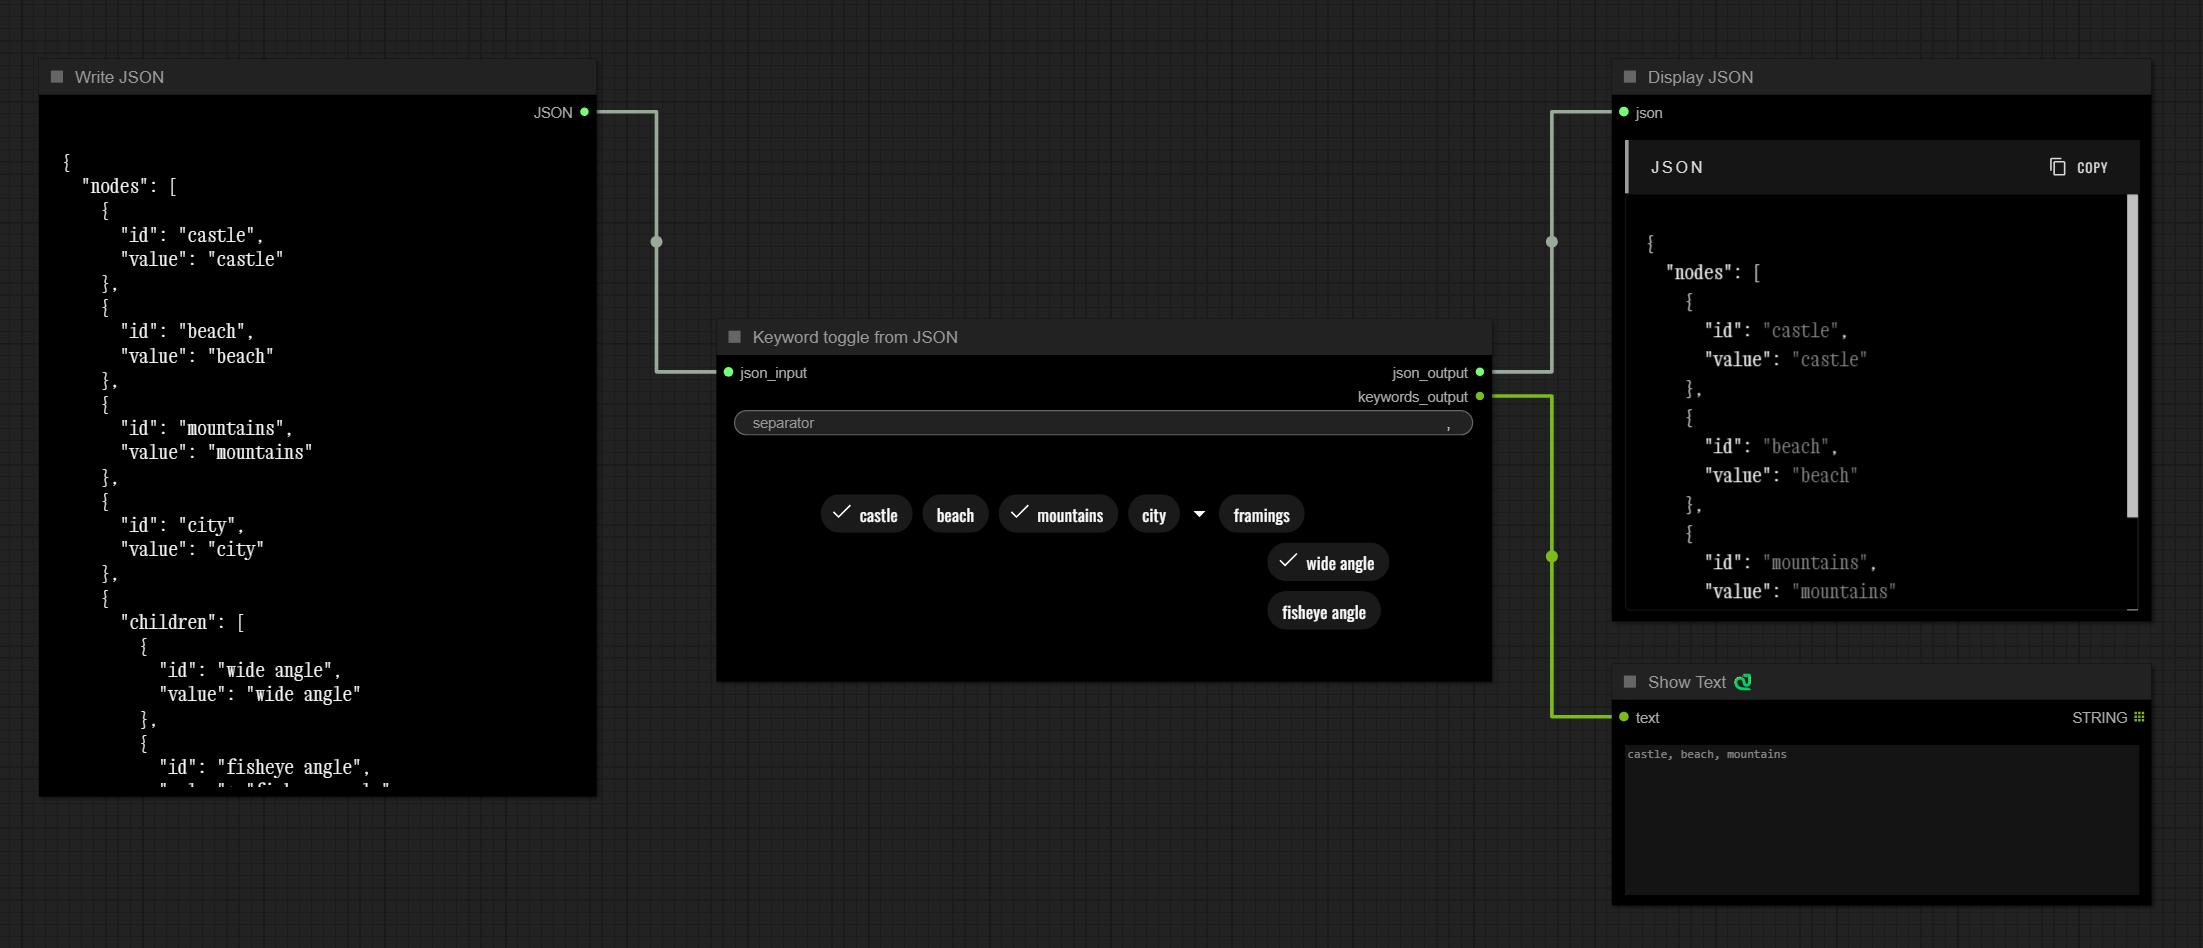 Write JSON
JSON
{
"nodes": [
{
"id": "castle",
"value": "castle"
},
{
"id": "beach",
"value": "beach"
},
{
"id": "mountains",
"value": "mountains"
},
{
"id": "city",
"value": "city"
},
{
"children": [
{
"id": "wide angle",
"value": "wide angle"
},
{
"id": "fisheye angle",
Keyword toggle from JSON
json_input
json_output
keywords_output
separator ,
castle beach mountains city framings
wide angle
fisheye angle
Display JSON
json
JSON COPY
{
"nodes": [
{
"id": "castle",
"value": "castle"
},
{
"id": "beach",
"value": "beach"
},
{
"id": "mountains",
"value": "mountains"
Show Text
text STRING
castle, beach, mountains